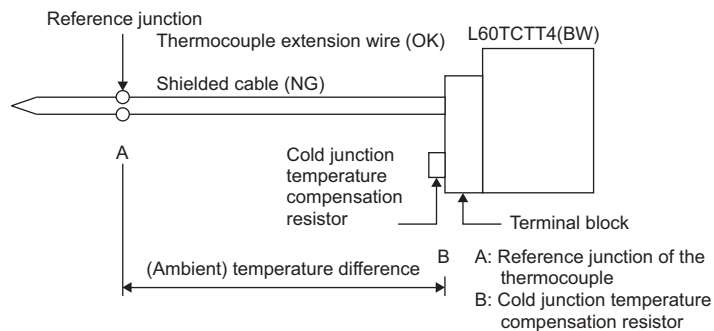 Reference junction
Thermocouple extension wire (OK)
L60TCTT4(BW)
Shielded cable (NG)
A
Cold junction
temperature
compensation
resistor
Terminal block
(Ambient) temperature difference
B
A: Reference junction of the
thermocouple
B: Cold junction temperature
compensation resistor